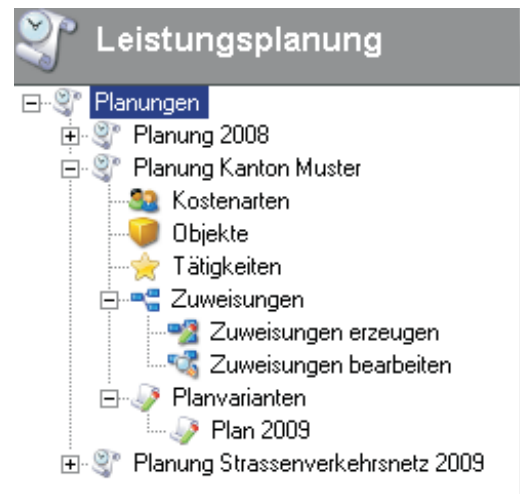 Leistungsplanung
Planungen
Planung 2008
Planung Kanton Muster
Kostenarten
Objekte
Tätigkeiten
Zuweisungen
Zuweisungen erzeugen
Zuweisungen bearbeiten
Planvarianten
Plan 2009
Planung Strassenverkehrsnetz 2009